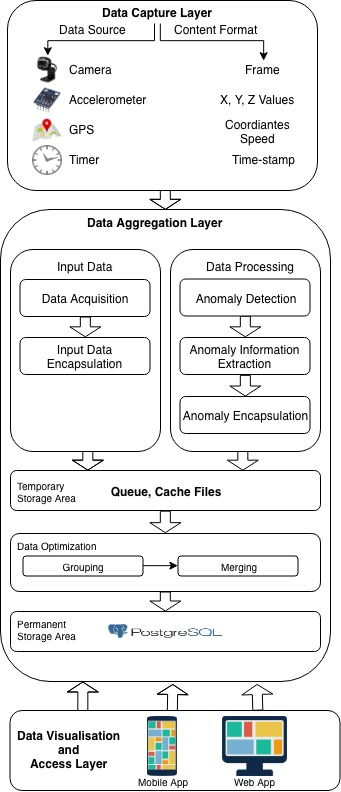 Data Capture Layer
Data Source
Content Format
Camera
Frame
Accelerometer
X, Y, Z Values
GPS
Coordiantes
Speed
Timer
Time-stamp
Data Aggregation Layer
Input Data
Data Acquisition
Input Data
Encapsulation
Data Processing
Anomaly Detection
Anomaly Information
Extraction
Anomaly Encapsulation
Temporary
Storage Area
Queue, Cache Files
Data Optimization
Grouping
Merging
Permanent
Storage Area
PostgreSQL
Data Visualisation
and
Access Layer
Mobile App
Web App